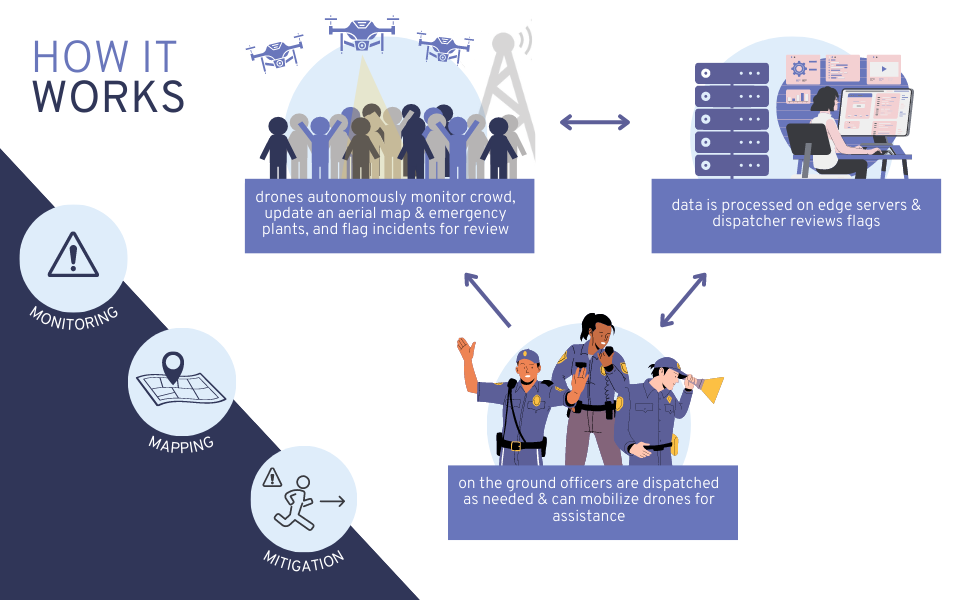 HOW IT
WORKS
drones autonomously monitor crowd,
update an aerial map & emergency
plants, and flag incidents for review
data is processed on edge servers &
dispatcher reviews flags
MONITORING
MAPPING
MITIGATION
on the ground officers are dispatched
as needed & can mobilize drones for
assistance